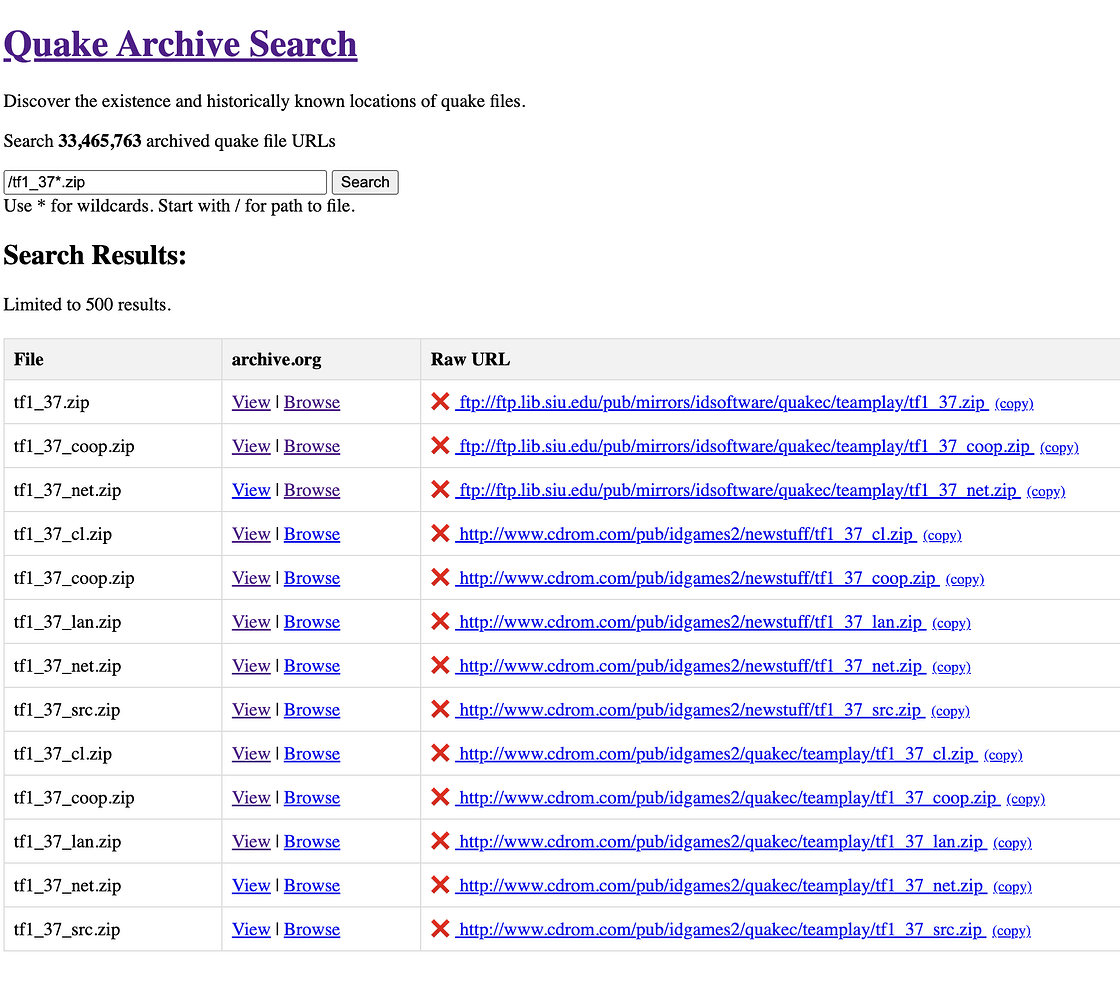 Quake Archive Search
Discover the existence and historically known locations of quake files.
Search 33,465,763 archived quake file URLs
/tf1_37*.zip Search
Use * for wildcards. Start with / for path to file.
Search Results:
Limited to 500 results.
File archive.org Raw URL
tf1_37.zip View | Browse ❌ ftp://ftp.lib.siu.edu/pub/mirrors/idsoftware/quakec/teamplay/tf1_37.zip (copy)
tf1_37_coop.zip View | Browse ❌ ftp://ftp.lib.siu.edu/pub/mirrors/idsoftware/quakec/teamplay/tf1_37_coop.zip (copy)
tf1_37_net.zip View | Browse ❌ ftp://ftp.lib.siu.edu/pub/mirrors/idsoftware/quakec/teamplay/tf1_37_net.zip (copy)
tf1_37_cl.zip View | Browse ❌ http://www.cdrom.com/pub/idgames2/newstuff/tf1_37_cl.zip (copy)
tf1_37_coop.zip View | Browse ❌ http://www.cdrom.com/pub/idgames2/newstuff/tf1_37_coop.zip (copy)
tf1_37_lan.zip View | Browse ❌ http://www.cdrom.com/pub/idgames2/newstuff/tf1_37_lan.zip (copy)
tf1_37_net.zip View | Browse ❌ http://www.cdrom.com/pub/idgames2/newstuff/tf1_37_net.zip (copy)
tf1_37_src.zip View | Browse ❌ http://www.cdrom.com/pub/idgames2/newstuff/tf1_37_src.zip (copy)
tf1_37_cl.zip View | Browse ❌ http://www.cdrom.com/pub/idgames2/quakec/teamplay/tf1_37_cl.zip (copy)
tf1_37_coop.zip View | Browse ❌ http://www.cdrom.com/pub/idgames2/quakec/teamplay/tf1_37_coop.zip (copy)
tf1_37_lan.zip View | Browse ❌ http://www.cdrom.com/pub/idgames2/quakec/teamplay/tf1_37_lan.zip (copy)
tf1_37_net.zip View | Browse ❌ http://www.cdrom.com/pub/idgames2/quakec/teamplay/tf1_37_net.zip (copy)
tf1_37_src.zip View | Browse ❌ http://www.cdrom.com/pub/idgames2/quakec/teamplay/tf1_37_src.zip (copy)